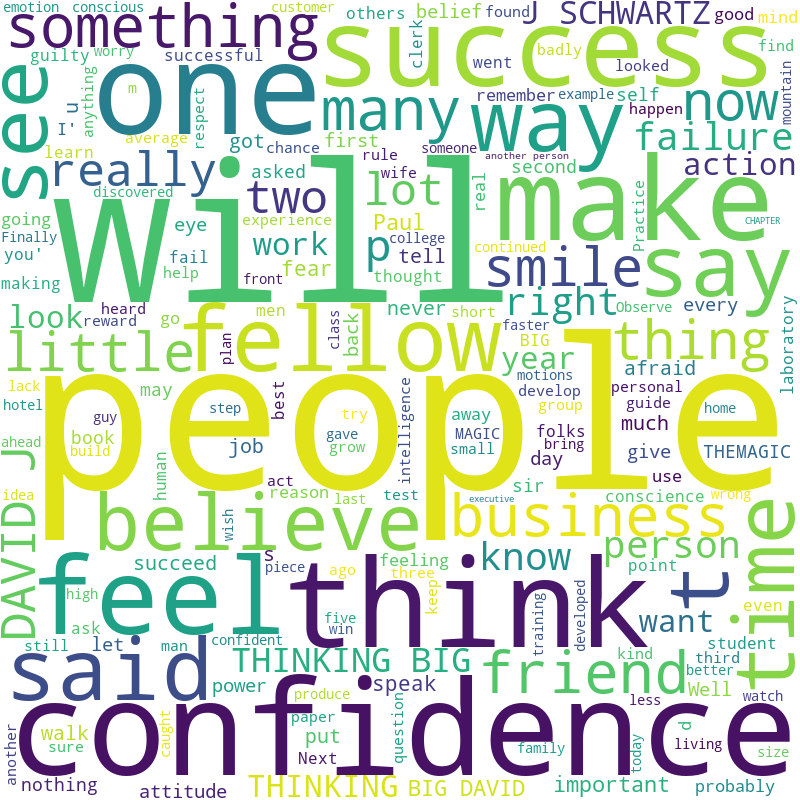 emotion conscious customer others belief found J SCHWARTZ good mind
something success
guilty worry successful clerk went badly looked find
see one many way now
anything m respect u I' remember example self happen mountain
average got chance first someone another person failure
learn really asked rule second action
discovered two wife lot real make Practice CHAPTER
going will eye experience Paul college continued
Finally work p tell smile say
you' fail help fear thought
making front men never short right Observe every laboratory
look heard reward go class back faster BIG year thing
little plan fellow motions afraid
lack may best develop personal
hotel guy step try intelligence away group guide home
people gave MAGIC folks much
ahead book job grow small bring day give THEMAGIC
build act sir use
idea human reason last test executive conscience wrong
DAVID J believe wish business time
s feeling know person
succeed piece ago three point
feel think t
high keep training developed want even
ask five win student
still let man confident kind third better
said THINKING BIG friend
power speak Well less watch
produce
confidence
walk paper question d
sure caught put family today living size
another Next
nothing attitude THINKING BIG DAVID important probably